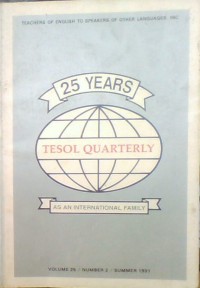 TEACHERS OF ENGLISH TO SPEAKERS OF OTHER LANGUAGES, INC.
25 YEARS
TESOL QUARTERLY
AS AN INTERNATIONAL FAMILY
VOLUME 25 / NUMBER 2 / SUMMER 1991